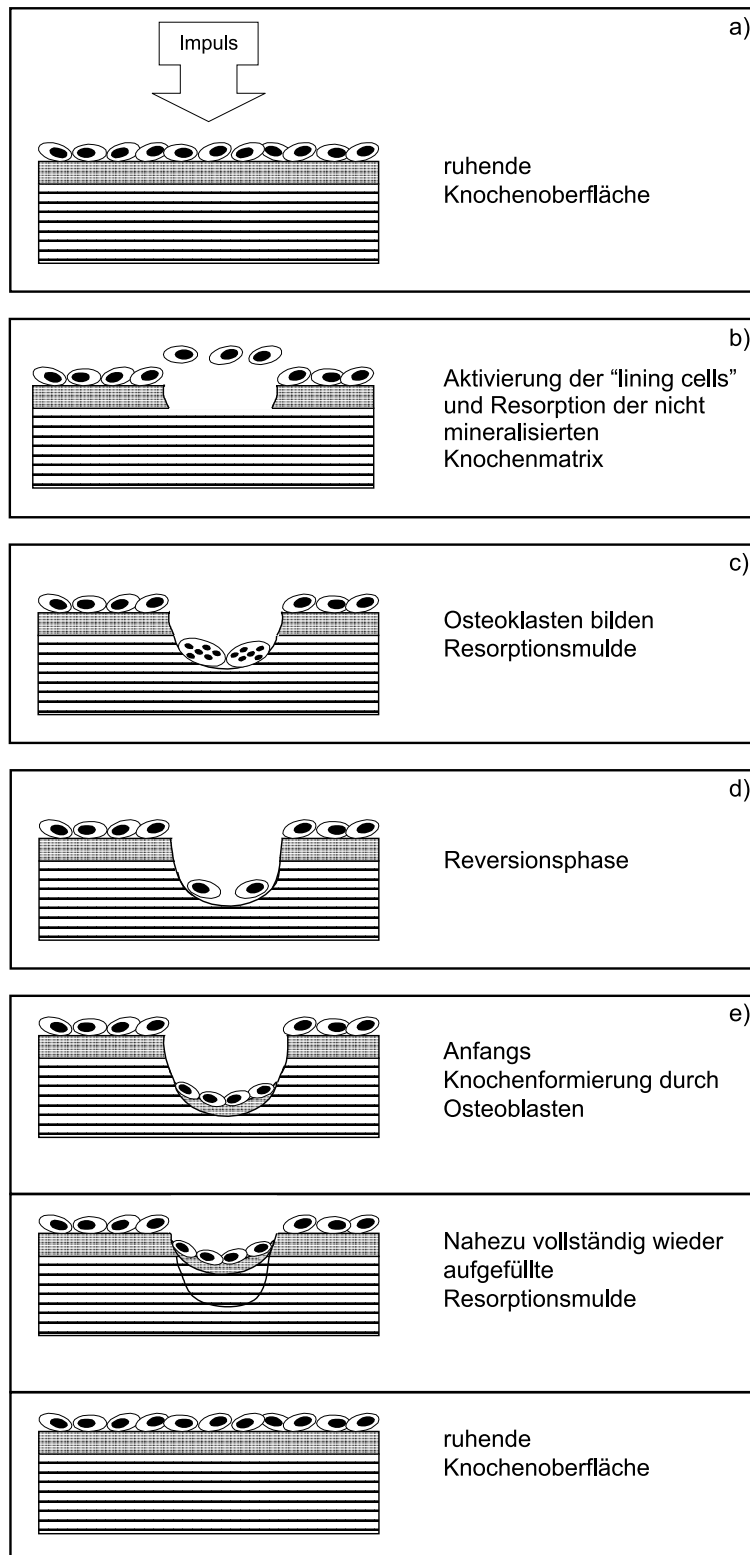 a)
Impuls
ruhende
Knochenoberfläche
b)
Aktivierung der “lining cells”
und Resorption der nicht
mineralisierten
Knochenmatrix
c)
Osteoklasten bilden
Resorptionsmulde
d)
Reversionsphase
e)
Anfangs
Knochenformierung durch
Osteoblasten
Nahezu vollständig wieder
aufgefüllte
Resorptionsmulde
ruhende
Knochenoberfläche